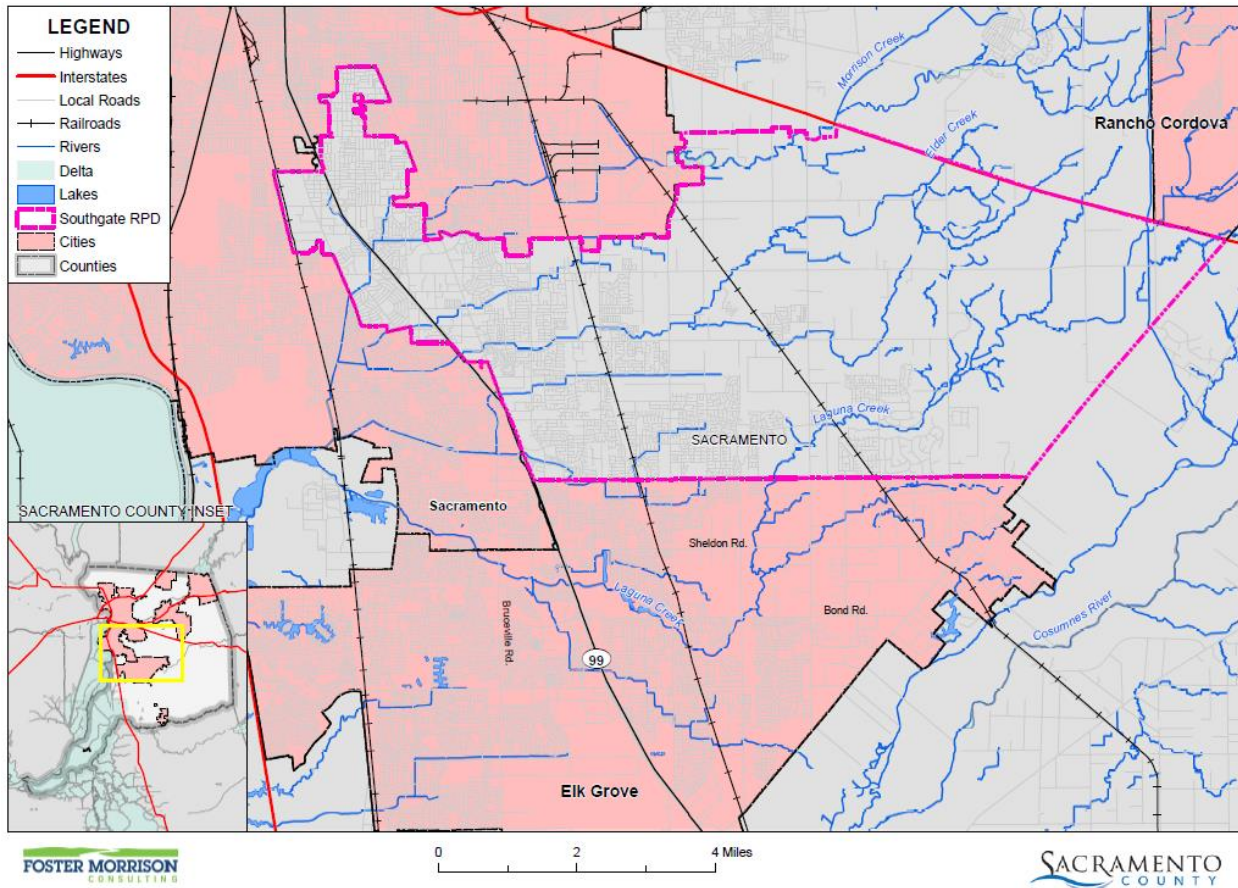 LEGEND
Highways
Interstates
Local Roads
Railroads
Rivers
Delta
Lakes
Southgate RPD
Cities
Counties
Morrison Creek
Elder Creek
Rancho Cordova
Laguna Creek
SACRAMENTO
SACRAMENTO COUNTY INSET
Sacramento
Sheldon Rd.
Laguna Creek
Bruceville Rd.
Bond Rd.
Cosumnes River
99
Elk Grove
FOSTER MORRISON
CONSULTING
0 2 4 Miles
SACRAMENTO
COUNTY